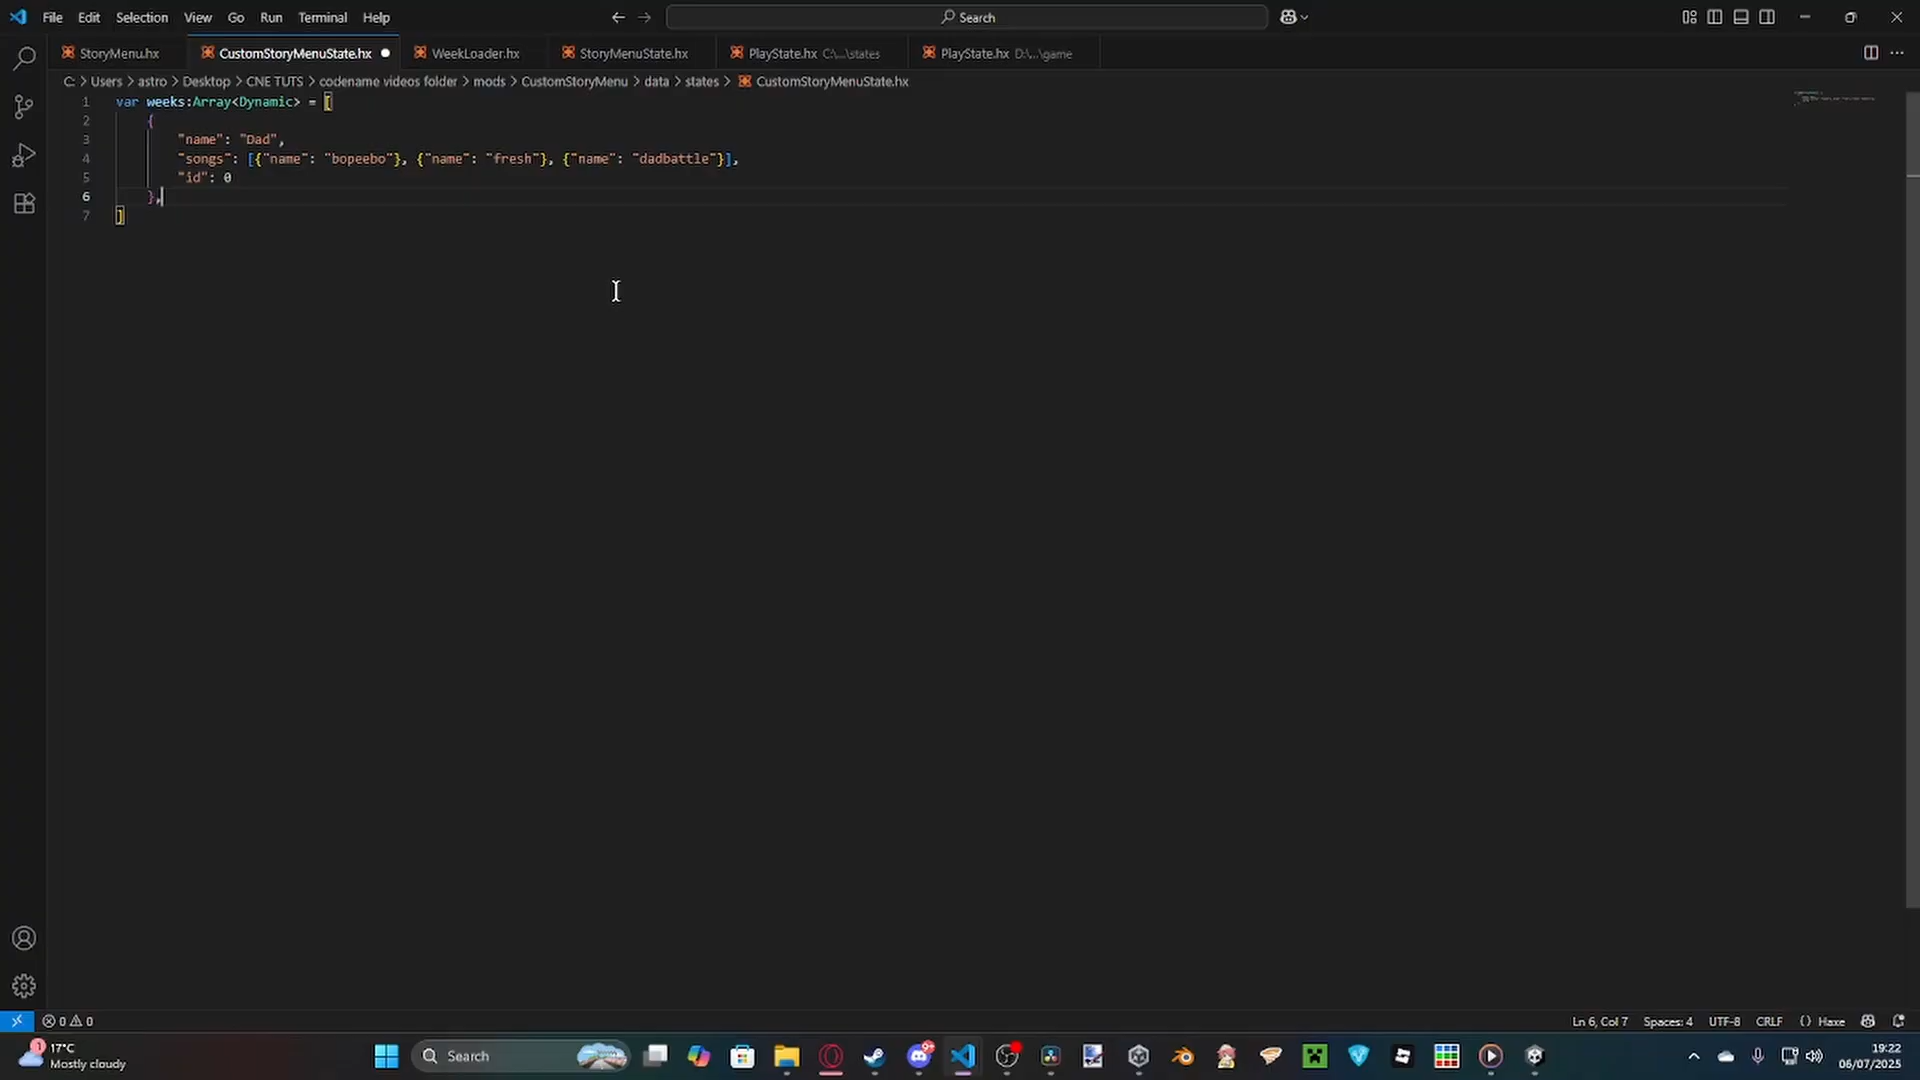 File Edit Selection View Go Run Terminal Help
Search
StoryMenu.hx CustomStoryMenuState.hx WeekLoader.hx StoryMenuState.hx PlayState.hx C:\...\states PlayState.hx D:\...\game
C: > Users > astro > Desktop > CNE TUTS > codename videos folder > mods > CustomStoryMenu > data > states > CustomStoryMenuState.hx
1 var weeks:Array<Dynamic> = [
2 {
3 "name": "Dad",
4 "songs": [{"name": "bopeebo"}, {"name": "fresh"}, {"name": "dadbattle"}],
5 "id": 0
6 },
7 ]
0 0 Ln 6, Col 7 Spaces: 4 UTF-8 CRLF {} Haxe
1 17°C
Mostly cloudy
Search
9+
19:22
06/07/2025